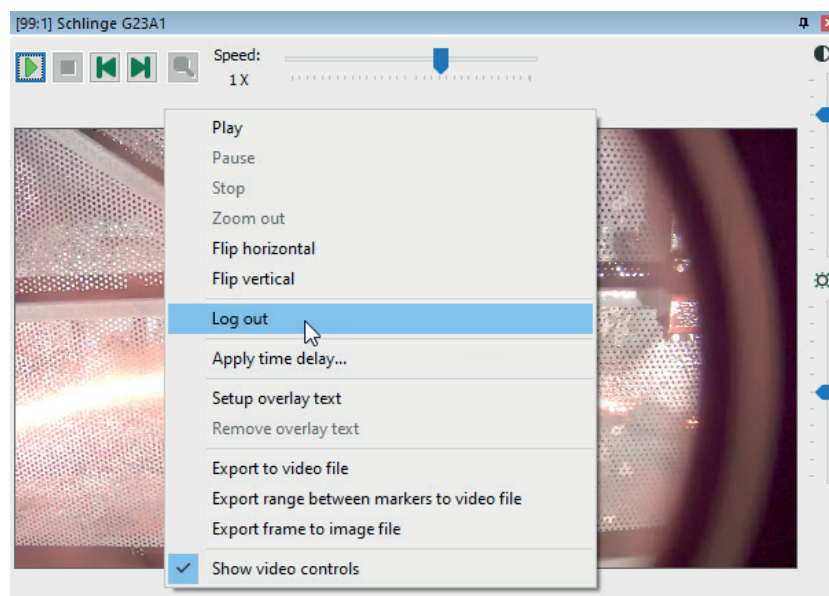 [99:1] Schlinge G23A1
Speed:
1 X
Play
Pause
Stop
Zoom out
Flip horizontal
Flip vertical
Log out
Apply time delay...
Setup overlay text
Remove overlay text
Export to video file
Export range between markers to video file
Export frame to image file
Show video controls